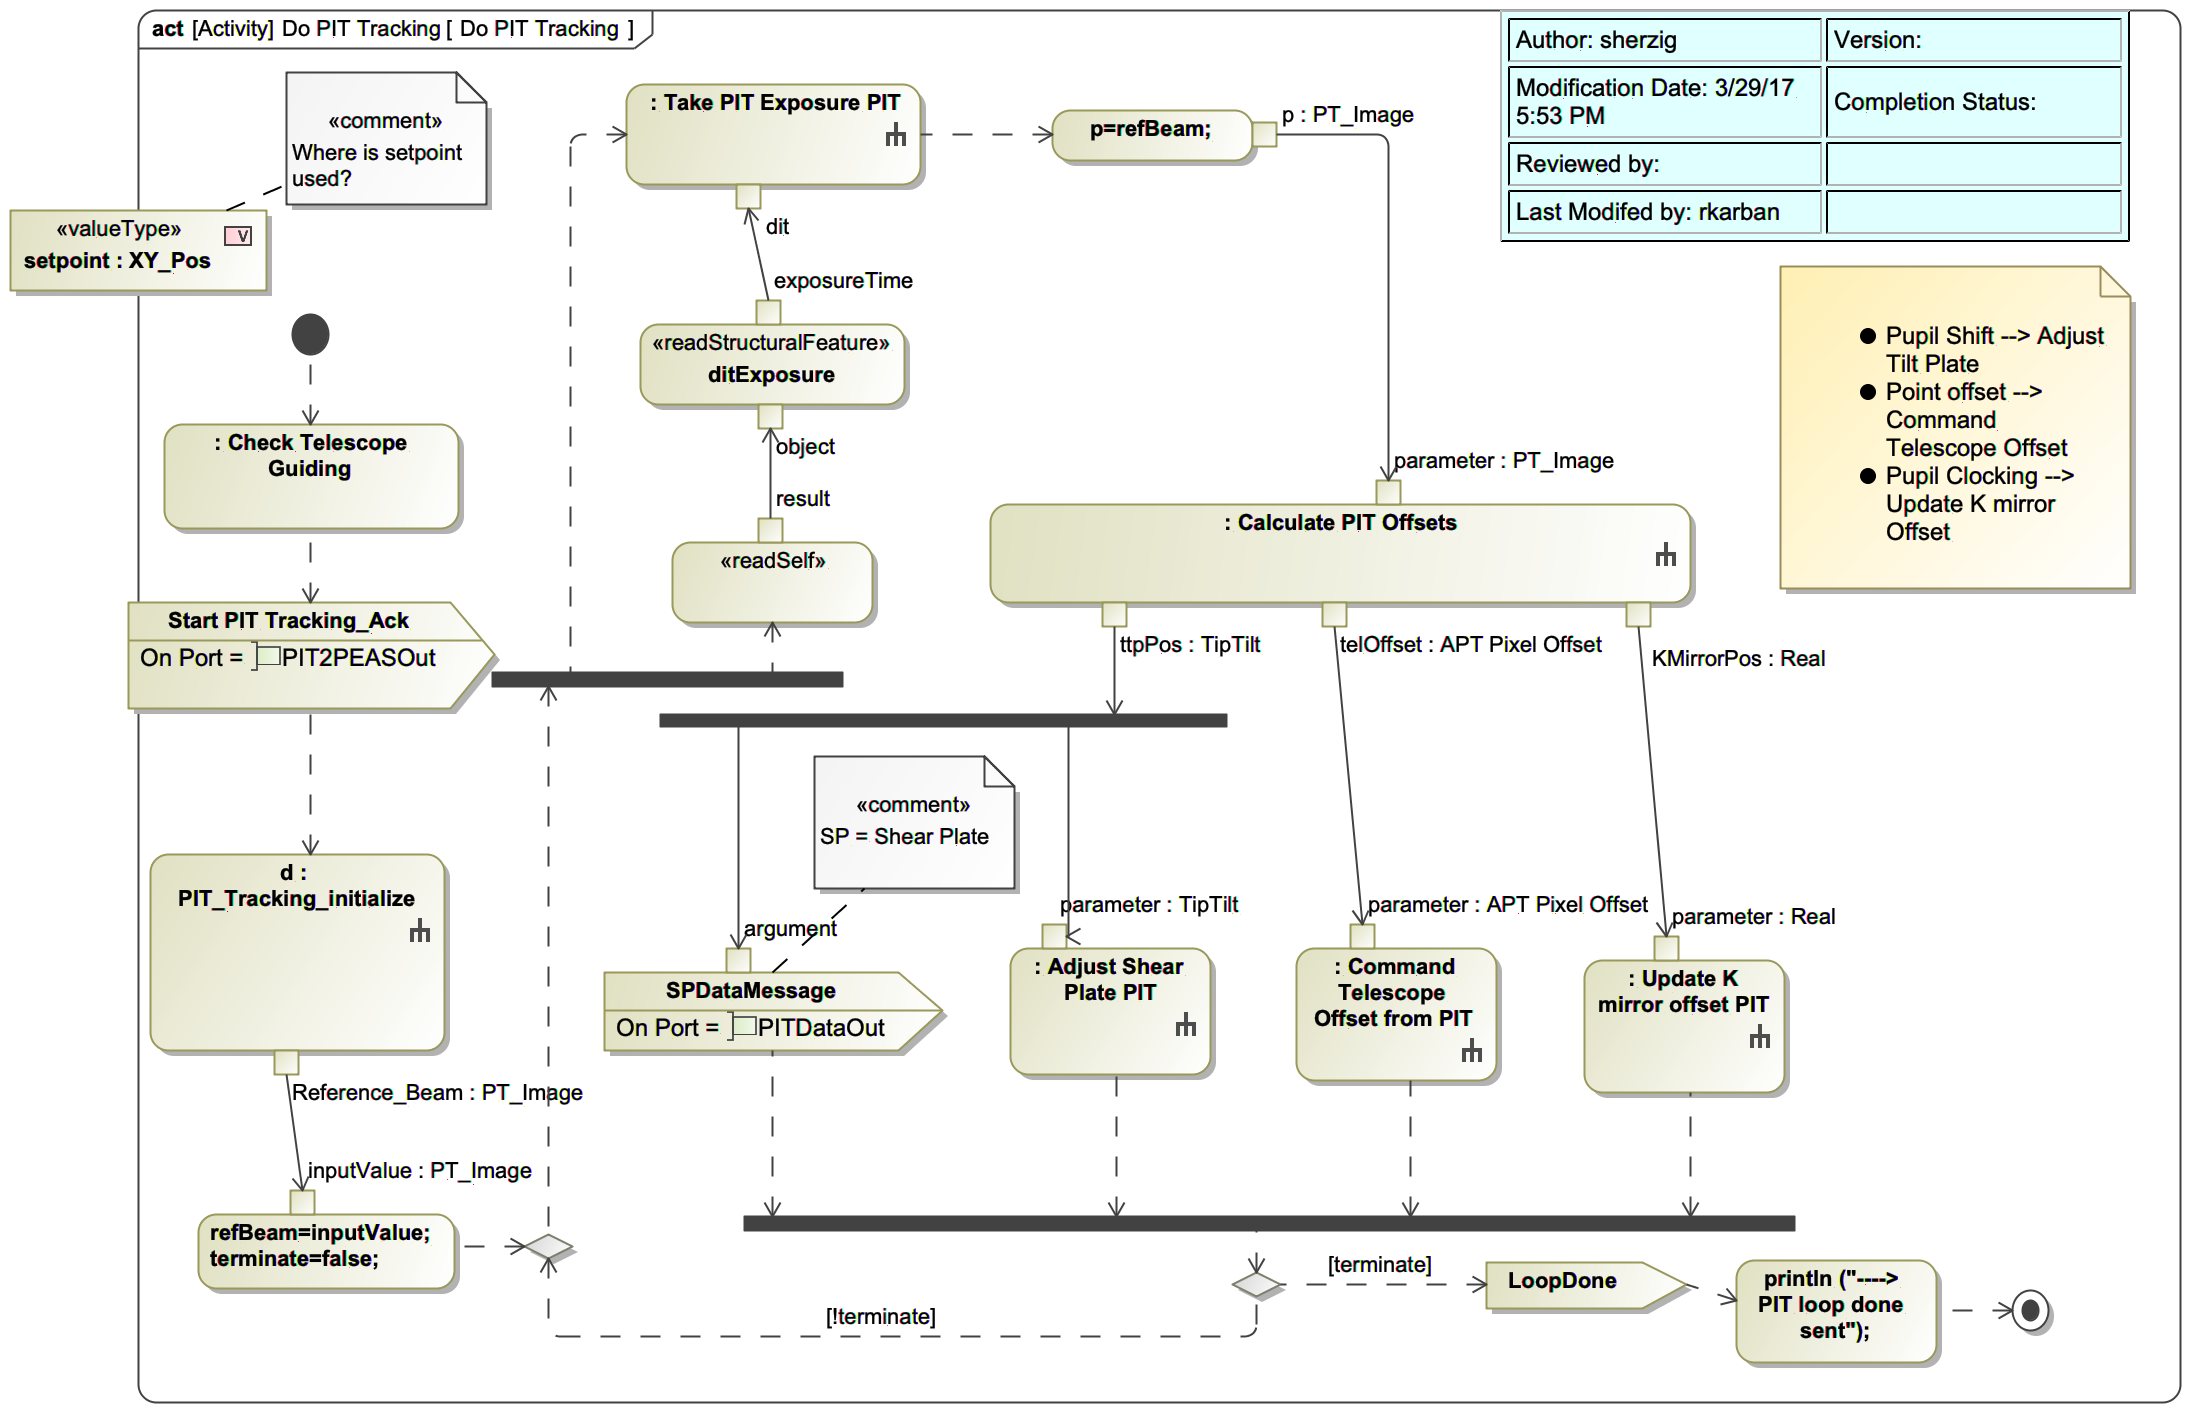 act [Activity] Do PIT Tracking [ Do PIT Tracking ]
Author: sherzig
Version:
Modification Date: 3/29/17
5:53 PM
Completion Status:
Reviewed by:
Last Modifed by: rkarban
«comment»
Where is setpoint
used?
«valueType»
V
setpoint : XY_Pos
: Take PIT Exposure PIT
p=refBeam;
p : PT_Image
dit
exposureTime
«readStructuralFeature»
ditExposure
object
result
«readSelf»
: Check Telescope
Guiding
Start PIT Tracking_Ack
On Port = PIT2PEASOut
parameter : PT_Image
: Calculate PIT Offsets
ttpPos : TipTilt
telOffset : APT Pixel Offset
KMirrorPos : Real
Pupil Shift --> Adjust
Tilt Plate
Point offset -->
Command
Telescope Offset
Pupil Clocking -->
Update K mirror
Offset
«comment»
SP = Shear Plate
d :
PIT_Tracking_initialize
argument
parameter : TipTilt
parameter : APT Pixel Offset
parameter : Real
SPDataMessage
On Port = PITDataOut
: Adjust Shear
Plate PIT
: Command
Telescope
Offset from PIT
: Update K
mirror offset PIT
Reference_Beam : PT_Image
inputValue : PT_Image
refBeam=inputValue;
terminate=false;
[!terminate]
[terminate]
LoopDone
println ("---->
PIT loop done
sent");